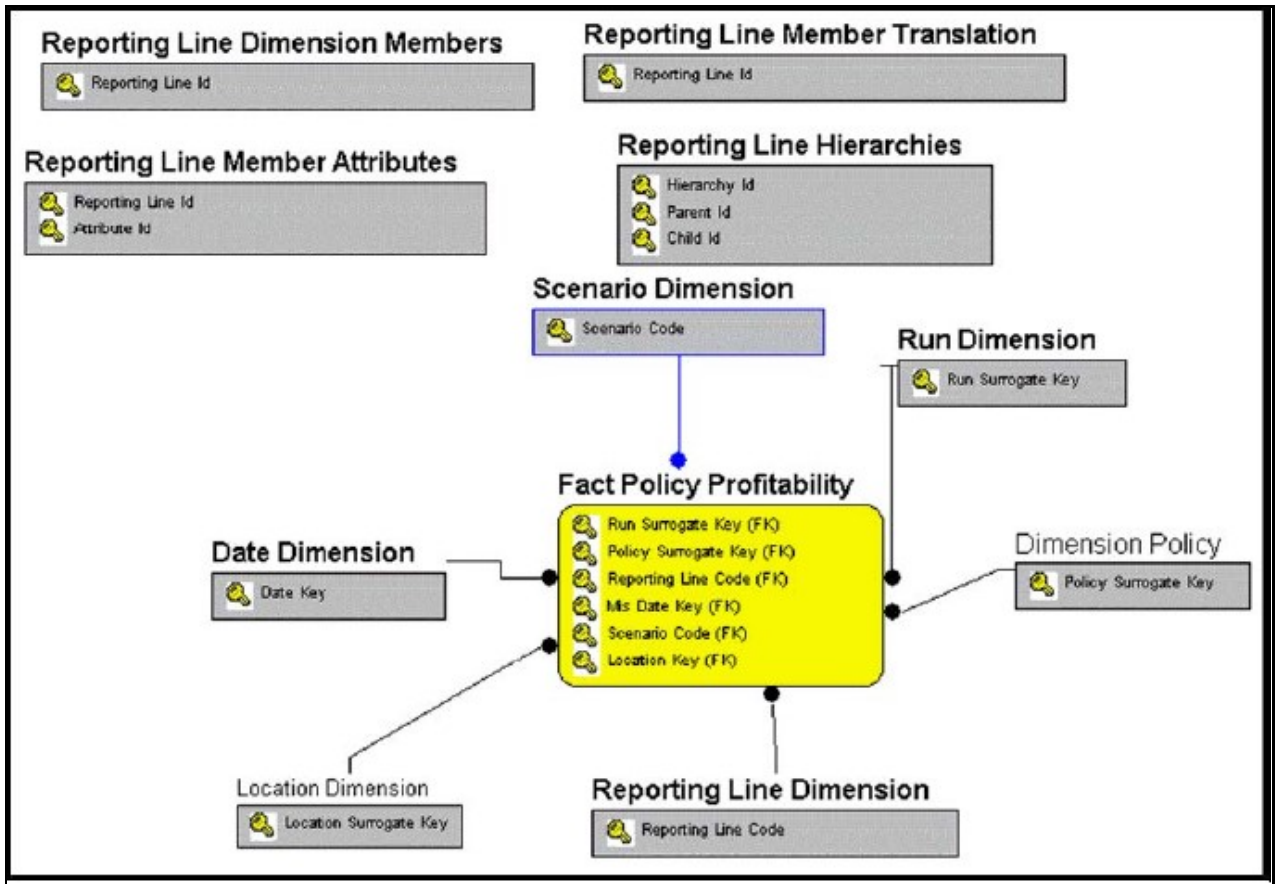 Reporting Line Dimension Members
Reporting Line Id
Reporting Line Member Translation
Reporting Line Id
Reporting Line Member Attributes
Reporting Line Id
Attribute Id
Reporting Line Hierarchies
Hierarchy Id
Parent Id
Child Id
Scenario Dimension
Scenario Code
Run Dimension
Run Surrogate Key
Fact Policy Profitability
Run Surrogate Key (FK)
Policy Surrogate Key (FK)
Reporting Line Code (FK)
Mis Date Key (FK)
Scenario Code (FK)
Location Key (FK)
Date Dimension
Date Key
Dimension Policy
Policy Surrogate Key
Location Dimension
Location Surrogate Key
Reporting Line Dimension
Reporting Line Code